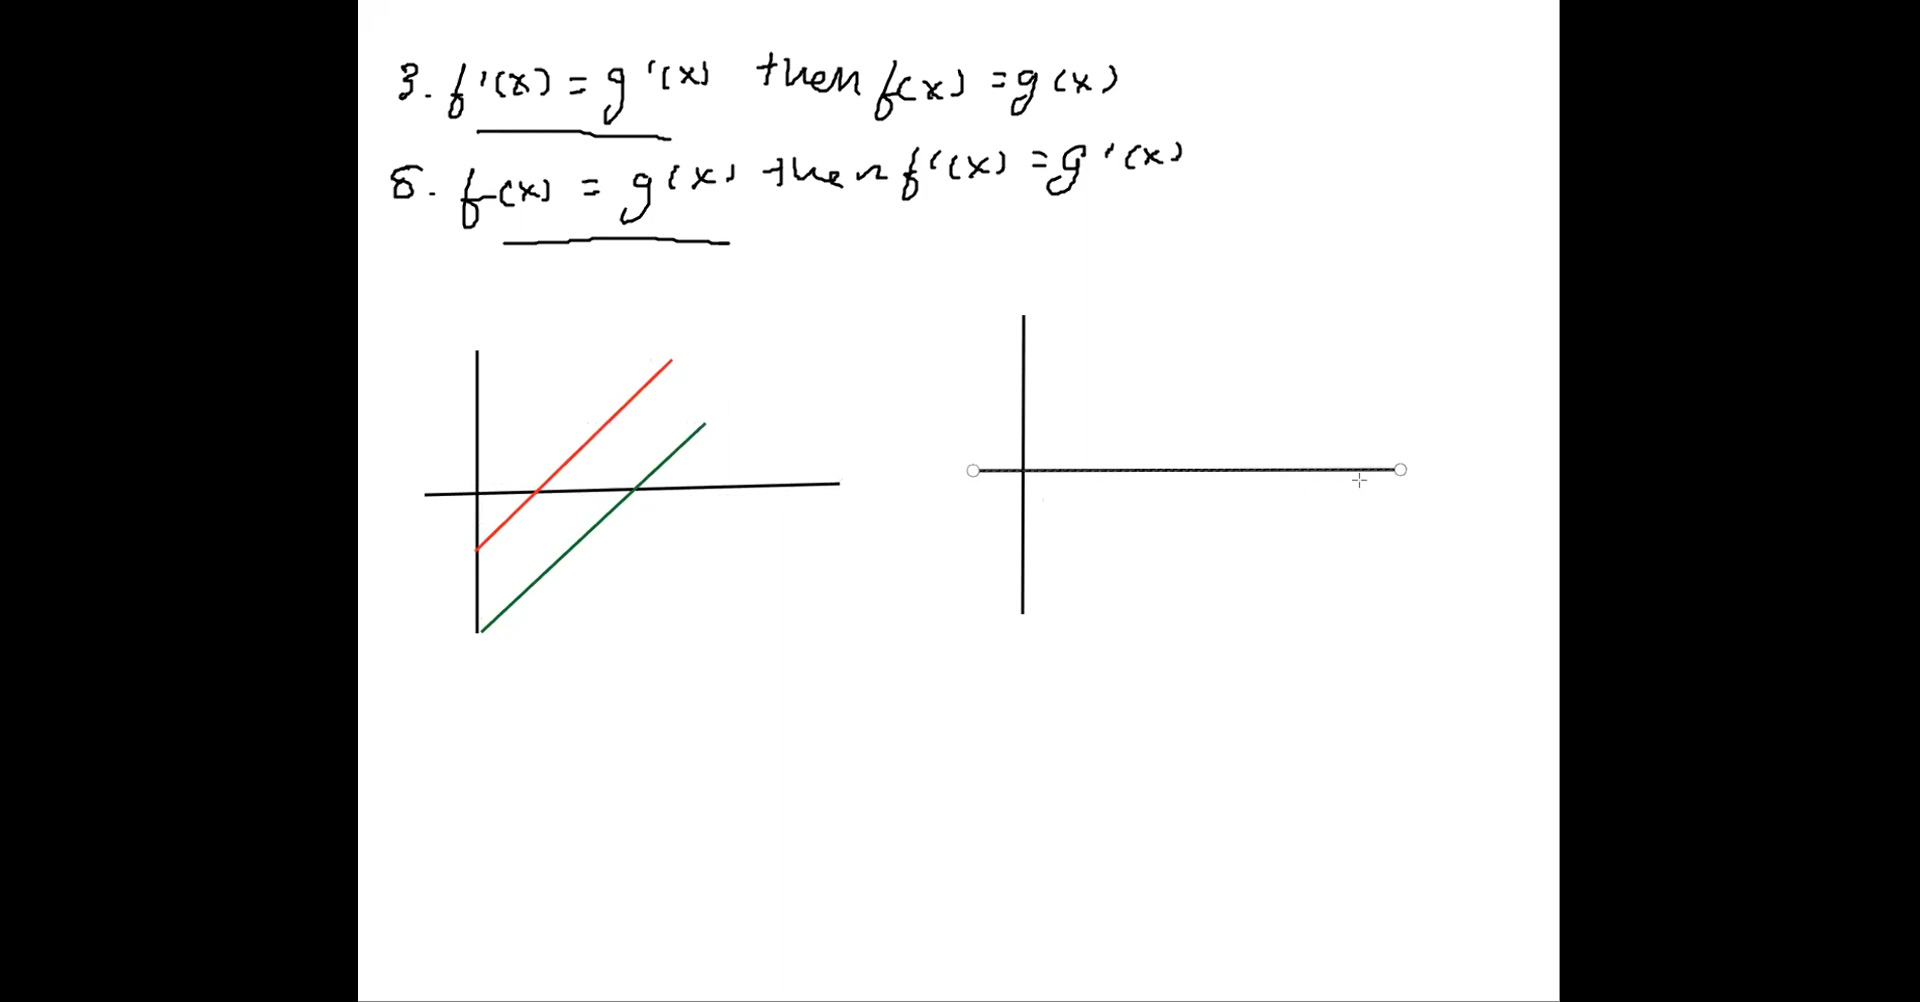 3. f'(x) = g'(x) then f(x) = g(x)
5. f(x) = g(x) then f'(x) = g'(x)